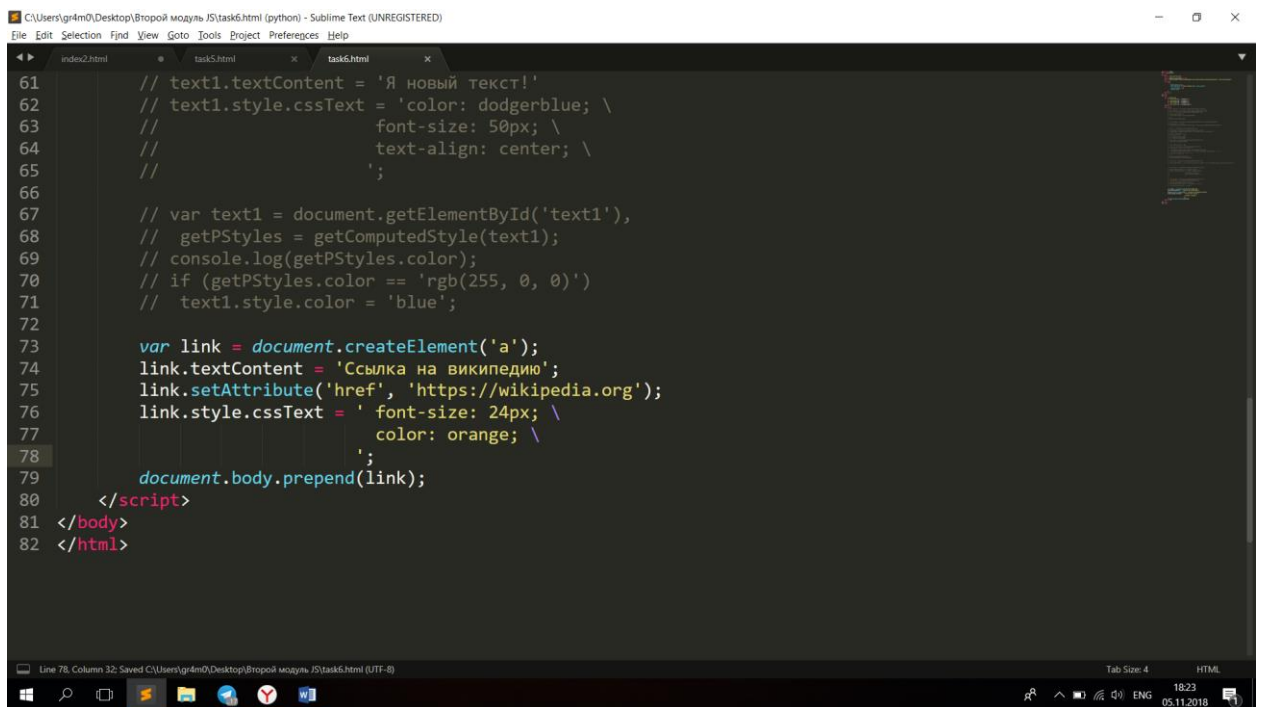 C:\Users\gr4m0\Desktop\Второй модуль JS\task6.html (python) - Sublime Text (UNREGISTERED)
File Edit Selection Find View Goto Tools Project Preferences Help
index2.html task5.html task6.html
61 // text1.textContent = 'Я новый текст!'
62 // text1.style.cssText = 'color: dodgerblue; \
63 // font-size: 50px; \
64 // text-align: center; \
65 // ';
66
67 // var text1 = document.getElementById('text1'),
68 // getPStyles = getComputedStyle(text1);
69 // console.log(getPStyles.color);
70 // if (getPStyles.color == 'rgb(255, 0, 0)')
71 // text1.style.color = 'blue';
72
73 var link = document.createElement('a');
74 link.textContent = 'Ссылка на википедию';
75 link.setAttribute('href', 'https://wikipedia.org');
76 link.style.cssText = ' font-size: 24px; \
77 color: orange; \
78 ';
79 document.body.prepend(link);
80 </script>
81 </body>
82 </html>
Line 78, Column 32; Saved C:\Users\gr4m0\Desktop\Второй модуль JS\task6.html (UTF-8) Tab Size: 4 HTML
ENG 18:23
05.11.2018